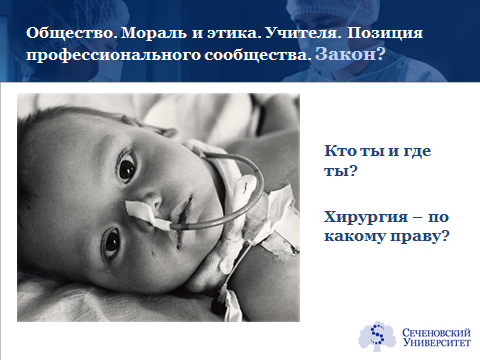 Общество. Мораль и этика. Учителя. Позиция
профессионального сообщества. Закон?
Кто ты и где
ты?
Хирургия – по
какому праву?
Сеченовский
Университет